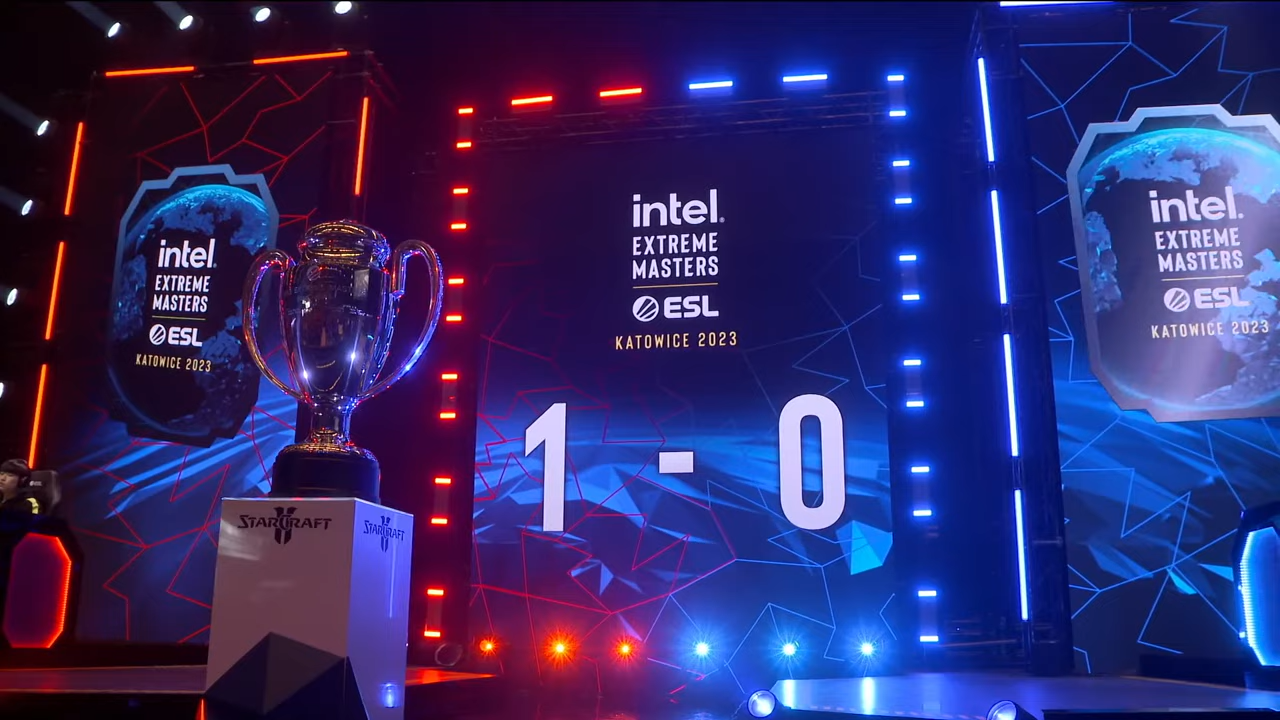 intel.
EXTREME
MASTERS
ESL
KATOWICE 2023
intel.
EXTREME
MASTERS
ESL
KATOWICE 2023
1 - 0
intel.
EXTREME
MASTERS
ESL
KATOWICE 2023
STARCRAFT
II
STARCRAFT
II